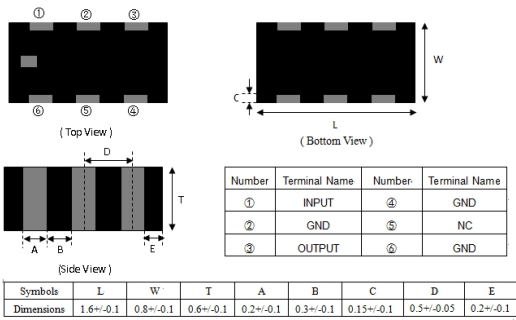 ① ② ③
⑥ ⑤ ④
( Top View )
W
C
L
( Bottom View )
D
T
A B E
(Side View )
Number Terminal Name Number Terminal Name
① INPUT ④ GND
② GND ⑤ NC
③ OUTPUT ⑥ GND
Symbols L W T A B C D E
Dimensions 1.6+/-0.1 0.8+/-0.1 0.6+/-0.1 0.2+/-0.1 0.3+/-0.1 0.15+/-0.1 0.5+/-0.05 0.2+/-0.1